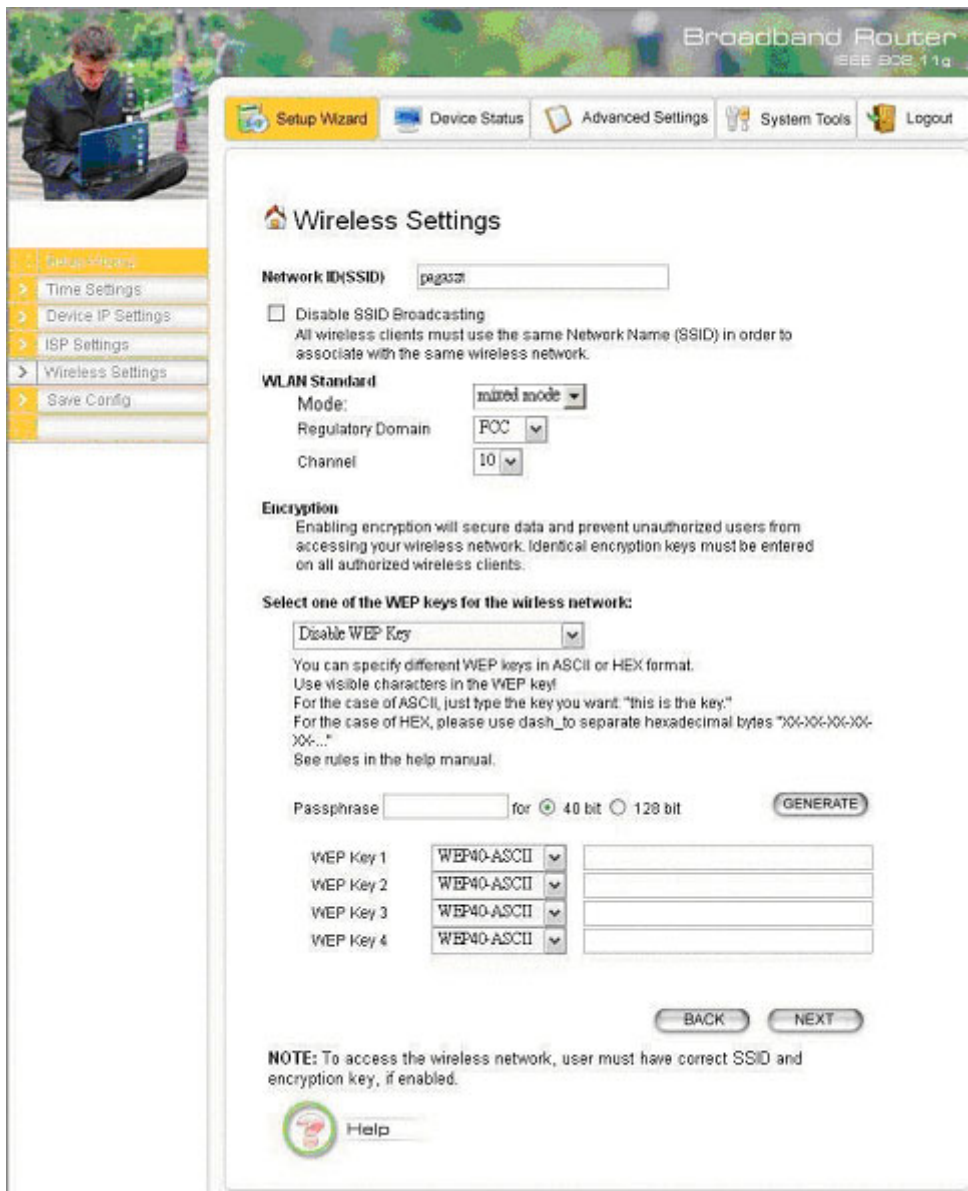 Broadband Router
IEEE 802.11g
Setup Wizard
Device Status
Advanced Settings
System Tools
Logout
Setup Wizard
Time Settings
Device IP Settings
ISP Settings
Wireless Settings
Save Config
Wireless Settings
Network ID(SSID)
Disable SSID Broadcasting
All wireless clients must use the same Network Name (SSID) in order to
associate with the same wireless network.
WLAN Standard
Mode: mixed mode
Regulatory Domain FCC
Channel 10
Encryption
Enabling encryption will secure data and prevent unauthorized users from
accessing your wireless network. Identical encryption keys must be entered
on all authorized wireless clients.
Select one of the WEP keys for the wirless network:
Disable WEP Key
You can specify different WEP keys in ASCII or HEX format.
Use visible characters in the WEP key!
For the case of ASCII, just type the key you want. "this is the key."
For the case of HEX, please use dash_to separate hexadecimal bytes "XX-XX-XX-XX-
XX-..."
See rules in the help manual.
Passphrase for 40 bit 128 bit GENERATE
WEP Key 1 WEP40-ASCII
WEP Key 2 WEP40-ASCII
WEP Key 3 WEP40-ASCII
WEP Key 4 WEP40-ASCII
BACK NEXT
NOTE: To access the wireless network, user must have correct SSID and
encryption key, if enabled.
Help